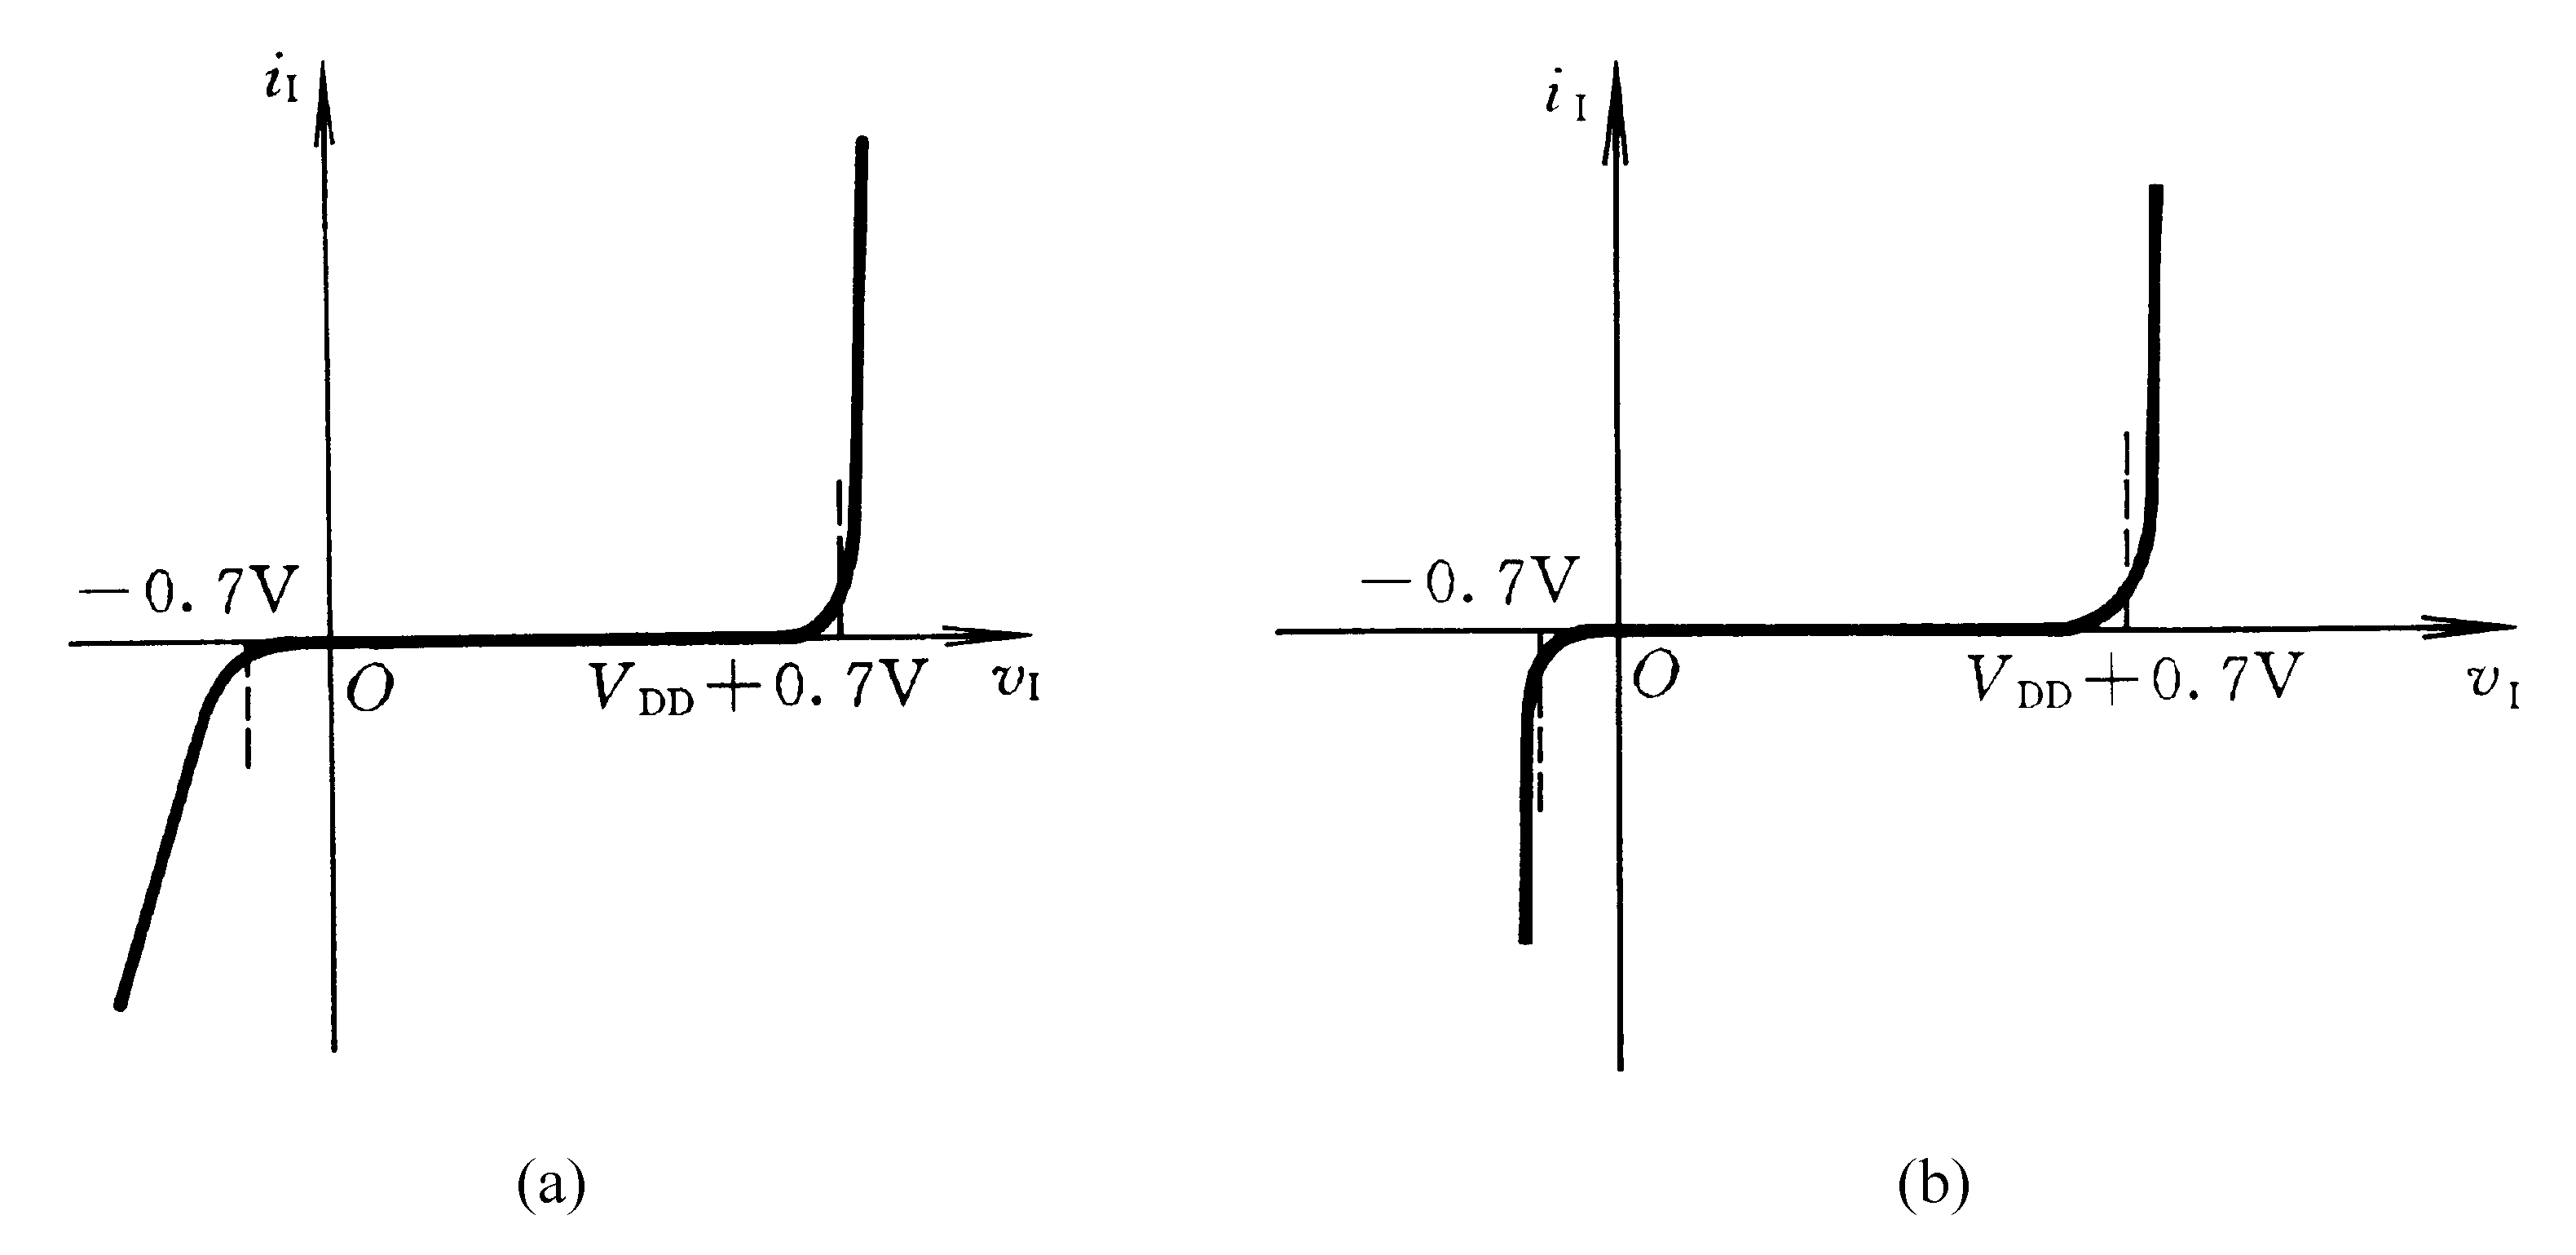 i_I
−0.7V
O
V_DD+0.7V
v_I
(a)
i_I
−0.7V
O
V_DD+0.7V
v_I
(b)